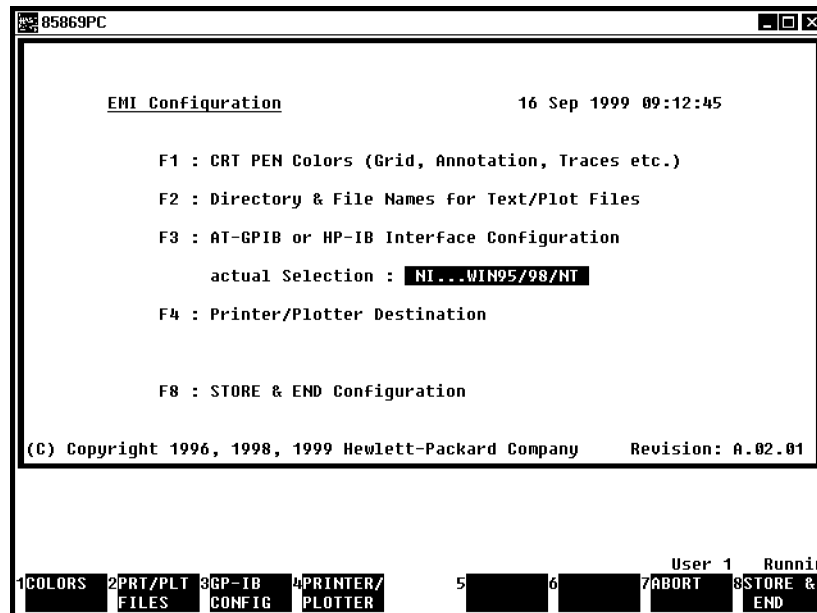 85869PC
EMI Configuration 16 Sep 1999 09:12:45
F1 : CRT PEN Colors (Grid, Annotation, Traces etc.)
F2 : Directory & File Names for Text/Plot Files
F3 : AT-GPIB or HP-IB Interface Configuration
actual Selection : NI...WIN95/98/NT
F4 : Printer/Plotter Destination
F8 : STORE & END Configuration
(C) Copyright 1996, 1998, 1999 Hewlett-Packard Company Revision: A.02.01
User 1 Runni
1COLORS 2PRT/PLT 3GP-IB 4PRINTER/ 5 6 7ABORT 8STORE &
FILES CONFIG PLOTTER END